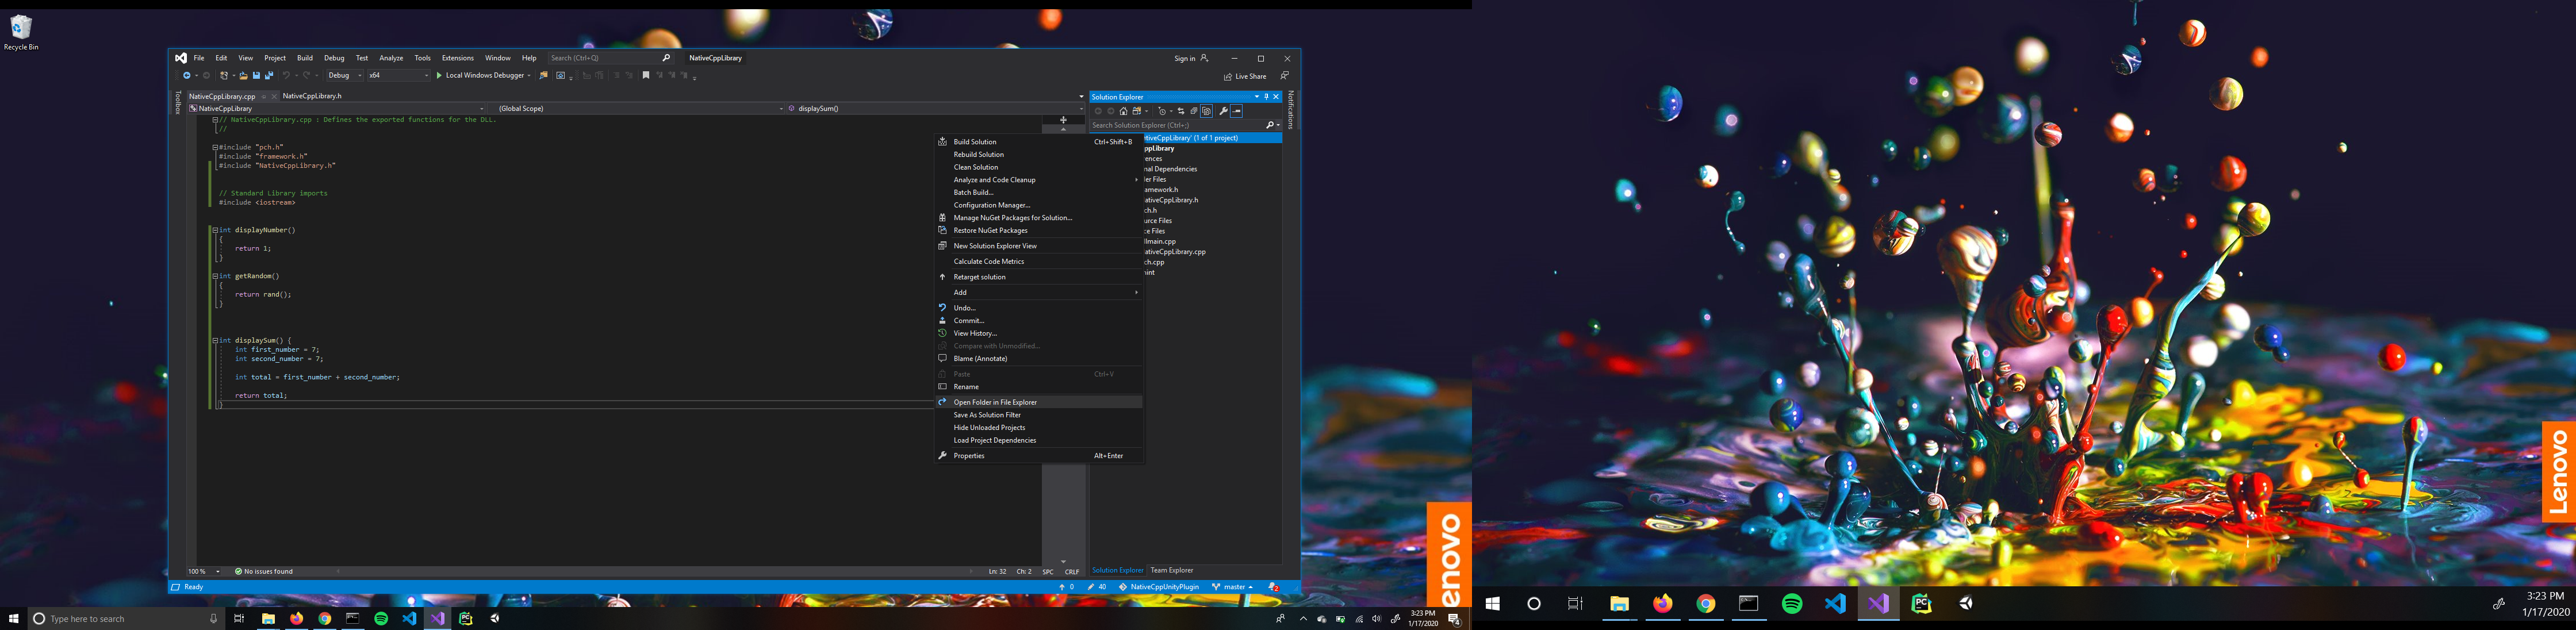 Recycle Bin
File Edit View Project Build Debug Test Analyze Tools Extensions Window Help Search (Ctrl+Q) NativeCppLibrary Sign in
Debug x64 Local Windows Debugger Live Share
Toolbox
NativeCppLibrary.cpp NativeCppLibrary.h
NativeCppLibrary (Global Scope) displaySum()
// NativeCppLibrary.cpp : Defines the exported functions for the DLL.
//
#include "pch.h"
#include "framework.h"
#include "NativeCppLibrary.h"
// Standard Library imports
#include <iostream>
int displayNumber()
{
return 1;
}
int getRandom()
{
return rand();
}
int displaySum() {
int first_number = 7;
int second_number = 7;
int total = first_number + second_number;
return total;
}
Build Solution Ctrl+Shift+B
Rebuild Solution
Clean Solution
Analyze and Code Cleanup
Batch Build...
Configuration Manager...
Manage NuGet Packages for Solution...
Restore NuGet Packages
New Solution Explorer View
Calculate Code Metrics
Retarget solution
Add
Undo...
Commit...
View History...
Compare with Unmodified...
Blame (Annotate)
Paste Ctrl+V
Rename
Open Folder in File Explorer
Save As Solution Filter
Hide Unloaded Projects
Load Project Dependencies
Properties Alt+Enter
Solution Explorer
Search Solution Explorer (Ctrl+;)
tiveCppLibrary' (1 of 1 project)
ppLibrary
ences
nal Dependencies
er Files
amework.h
ativeCppLibrary.h
ch.h
urce Files
ce Files
llmain.cpp
ativeCppLibrary.cpp
ch.cpp
int
Notifications
Solution Explorer Team Explorer
100 % No issues found Ln: 32 Ch: 2 SPC CRLF
Ready 0 40 NativeCppUnityPlugin master 2
enovo
Type here to search
3:23 PM
1/17/2020
4
Lenovo
3:23 PM
1/17/2020